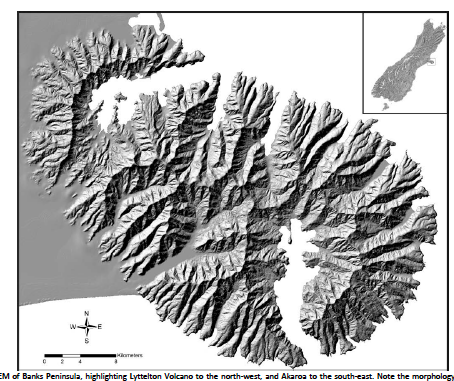 N
W E
S
0 2 4 8 Kilometers
EM of Banks Peninsula, highlighting Lyttelton Volcano to the north-west, and Akaroa to the south-east. Note the morphology